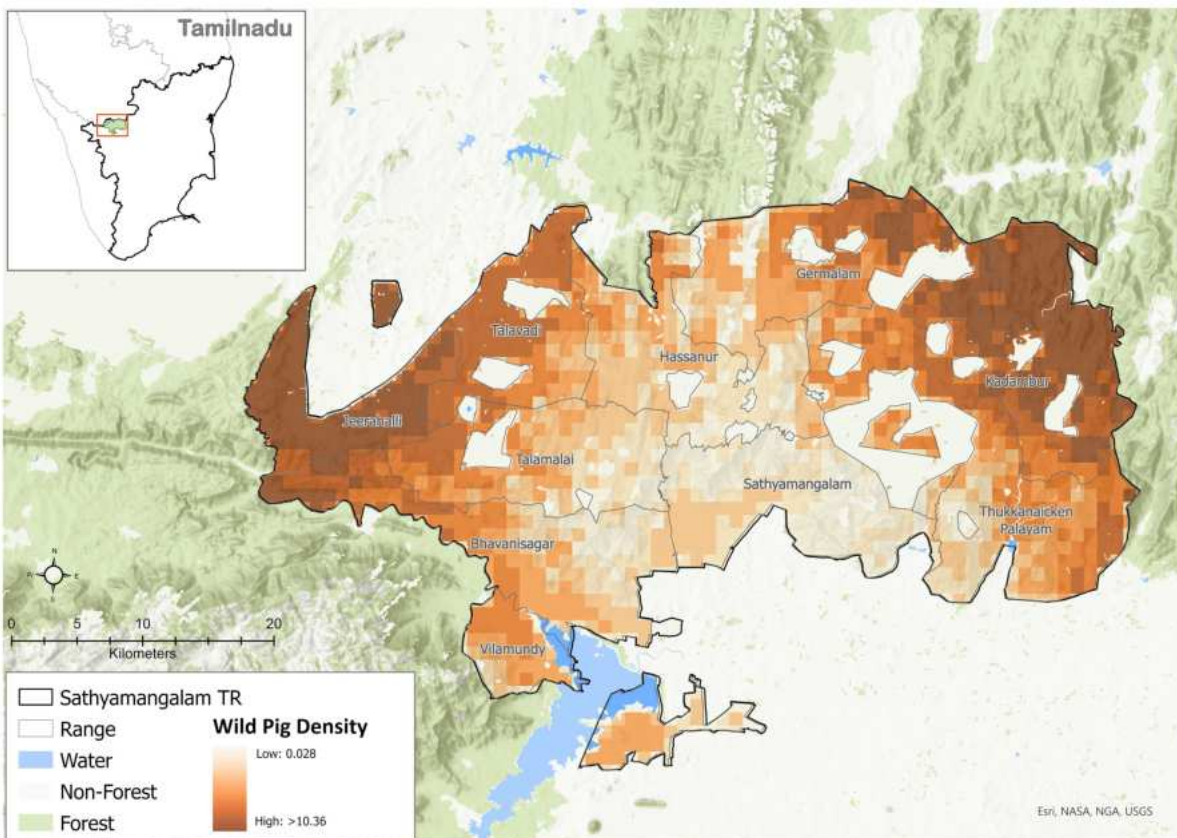 Tamilnadu
Germalam
Talavadi
Hassanur
Kadambur
Jeerahalli
Talamalai
Sathyamangalam
Thukkanaicken
Palayam
Bhavanisagar
Vilamundy
N
E
S
0 5 10 20
Kilometers
Sathyamangalam TR
Range
Water
Non-Forest
Forest
Wild Pig Density
Low: 0.028
High: >10.36
Esri, NASA, NGA, USGS